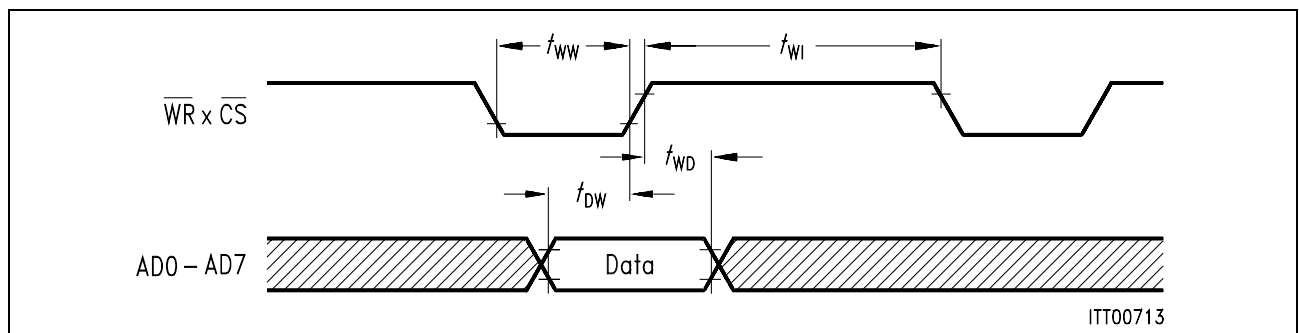 tWW
tWI
WR x CS
tWD
tDW
AD0 – AD7
Data
ITT00713